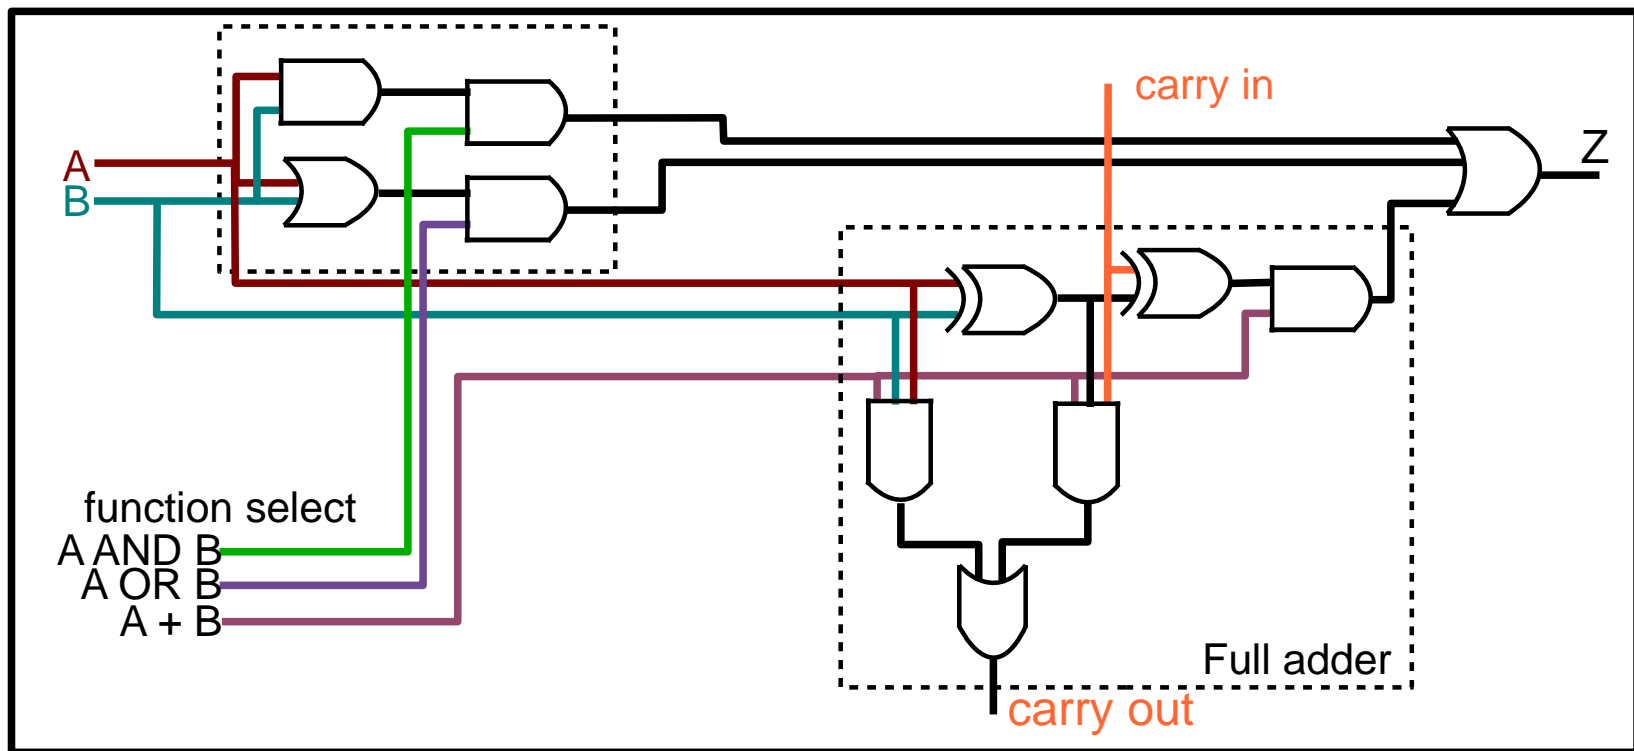 carry in
Z
A
B
function select
A AND B
A OR B
A + B
Full adder
carry out